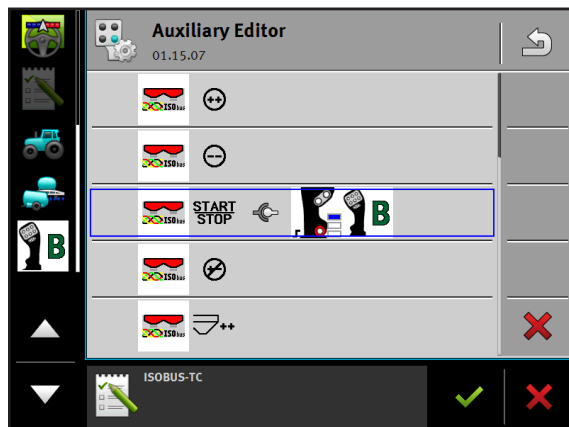 Auxiliary Editor
01.15.07
ISObus
ISObus
B
ISObus START
STOP
B
ISObus
ISObus
ISOBUS-TC